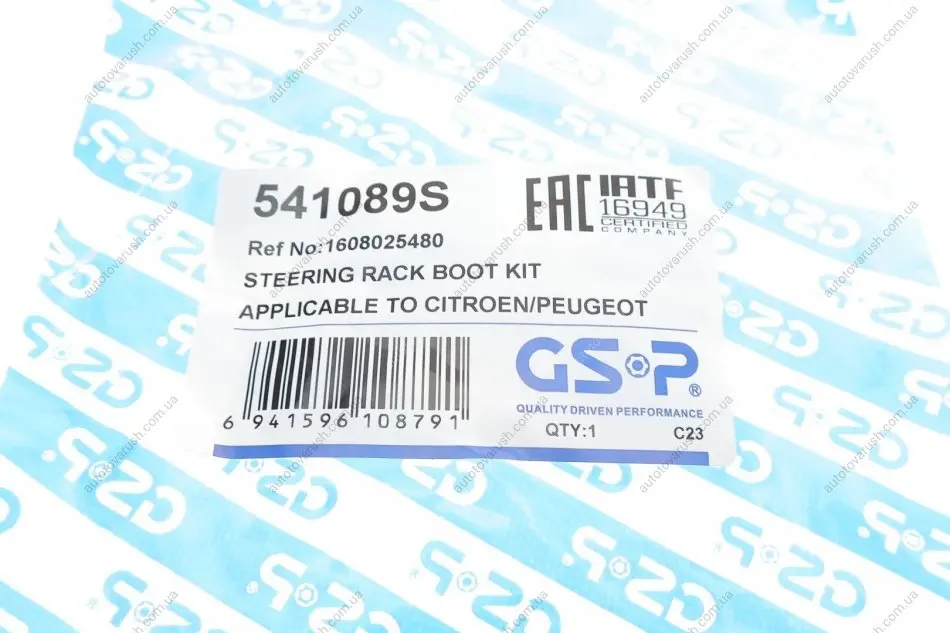 541089S
EAC
IATF
16949
CERTIFIED
COMPANY
Ref No:1608025480
STEERING RACK BOOT KIT
APPLICABLE TO CITROEN/PEUGEOT
GS·P®
QUALITY DRIVEN PERFORMANCE
6 941596 108791
QTY:1
C23
autotovarush.com.ua